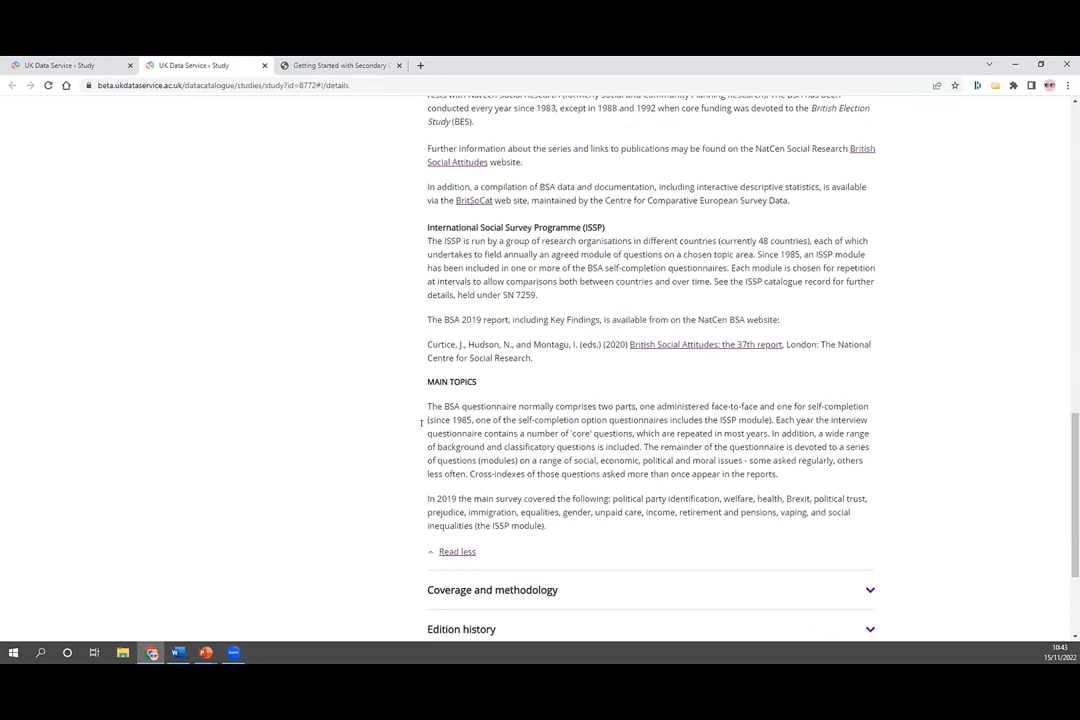 UK Data Service › Study
UK Data Service › Study
Getting Started with Secondary
beta.ukdataservice.ac.uk/datacatalogue/studies/study?id=8772#!/details
conducted every year since 1983, except in 1988 and 1992 when core funding was devoted to the British Election
Study (BES).
Further information about the series and links to publications may be found on the NatCen Social Research British
Social Attitudes website.
In addition, a compilation of BSA data and documentation, including interactive descriptive statistics, is available
via the BritSoCat web site, maintained by the Centre for Comparative European Survey Data.
International Social Survey Programme (ISSP)
The ISSP is run by a group of research organisations in different countries (currently 48 countries), each of which
undertakes to field annually an agreed module of questions on a chosen topic area. Since 1985, an ISSP module
has been included in one or more of the BSA self-completion questionnaires. Each module is chosen for repetition
at intervals to allow comparisons both between countries and over time. See the ISSP catalogue record for further
details, held under SN 7259.
The BSA 2019 report, including Key Findings, is available from on the NatCen BSA website:
Curtice, J., Hudson, N., and Montagu, I. (eds.) (2020) British Social Attitudes: the 37th report, London: The National
Centre for Social Research.
MAIN TOPICS
The BSA questionnaire normally comprises two parts, one administered face-to-face and one for self-completion
(since 1985, one of the self-completion option questionnaires includes the ISSP module). Each year the interview
questionnaire contains a number of 'core' questions, which are repeated in most years. In addition, a wide range
of background and classificatory questions is included. The remainder of the questionnaire is devoted to a series
of questions (modules) on a range of social, economic, political and moral issues - some asked regularly, others
less often. Cross-indexes of those questions asked more than once appear in the reports.
In 2019 the main survey covered the following: political party identification, welfare, health, Brexit, political trust,
prejudice, immigration, equalities, gender, unpaid care, income, retirement and pensions, vaping, and social
inequalities (the ISSP module).
Read less
Coverage and methodology
Edition history
10:43
15/11/2022